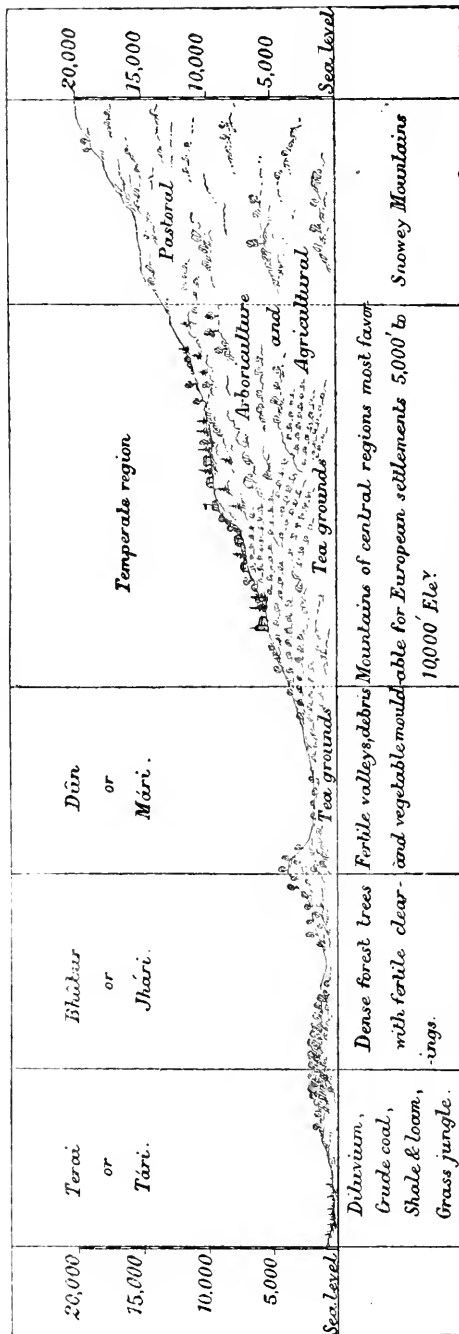 20,000
15,000
10,000
5,000
Sea level
Terai
or
Tári.
Bhûbur
or
Jhári.
Dûn
or
Mári.
Temperate region
Pastoral
Arboriculture
and
Agricultural
Tea grounds
Tea grounds
20,000
15,000
10,000
5,000
Sea level
Diluvium,
Crude coal,
Shale & loam,
Grass jungle.
Dense forest trees
with fertile clear-
-ings.
Fertile valleys, debris
and vegetable mould
Mountains of central regions most favor-
-able for European settlements 5,000' to
10,000' Eleṿ
Snowey Mountains